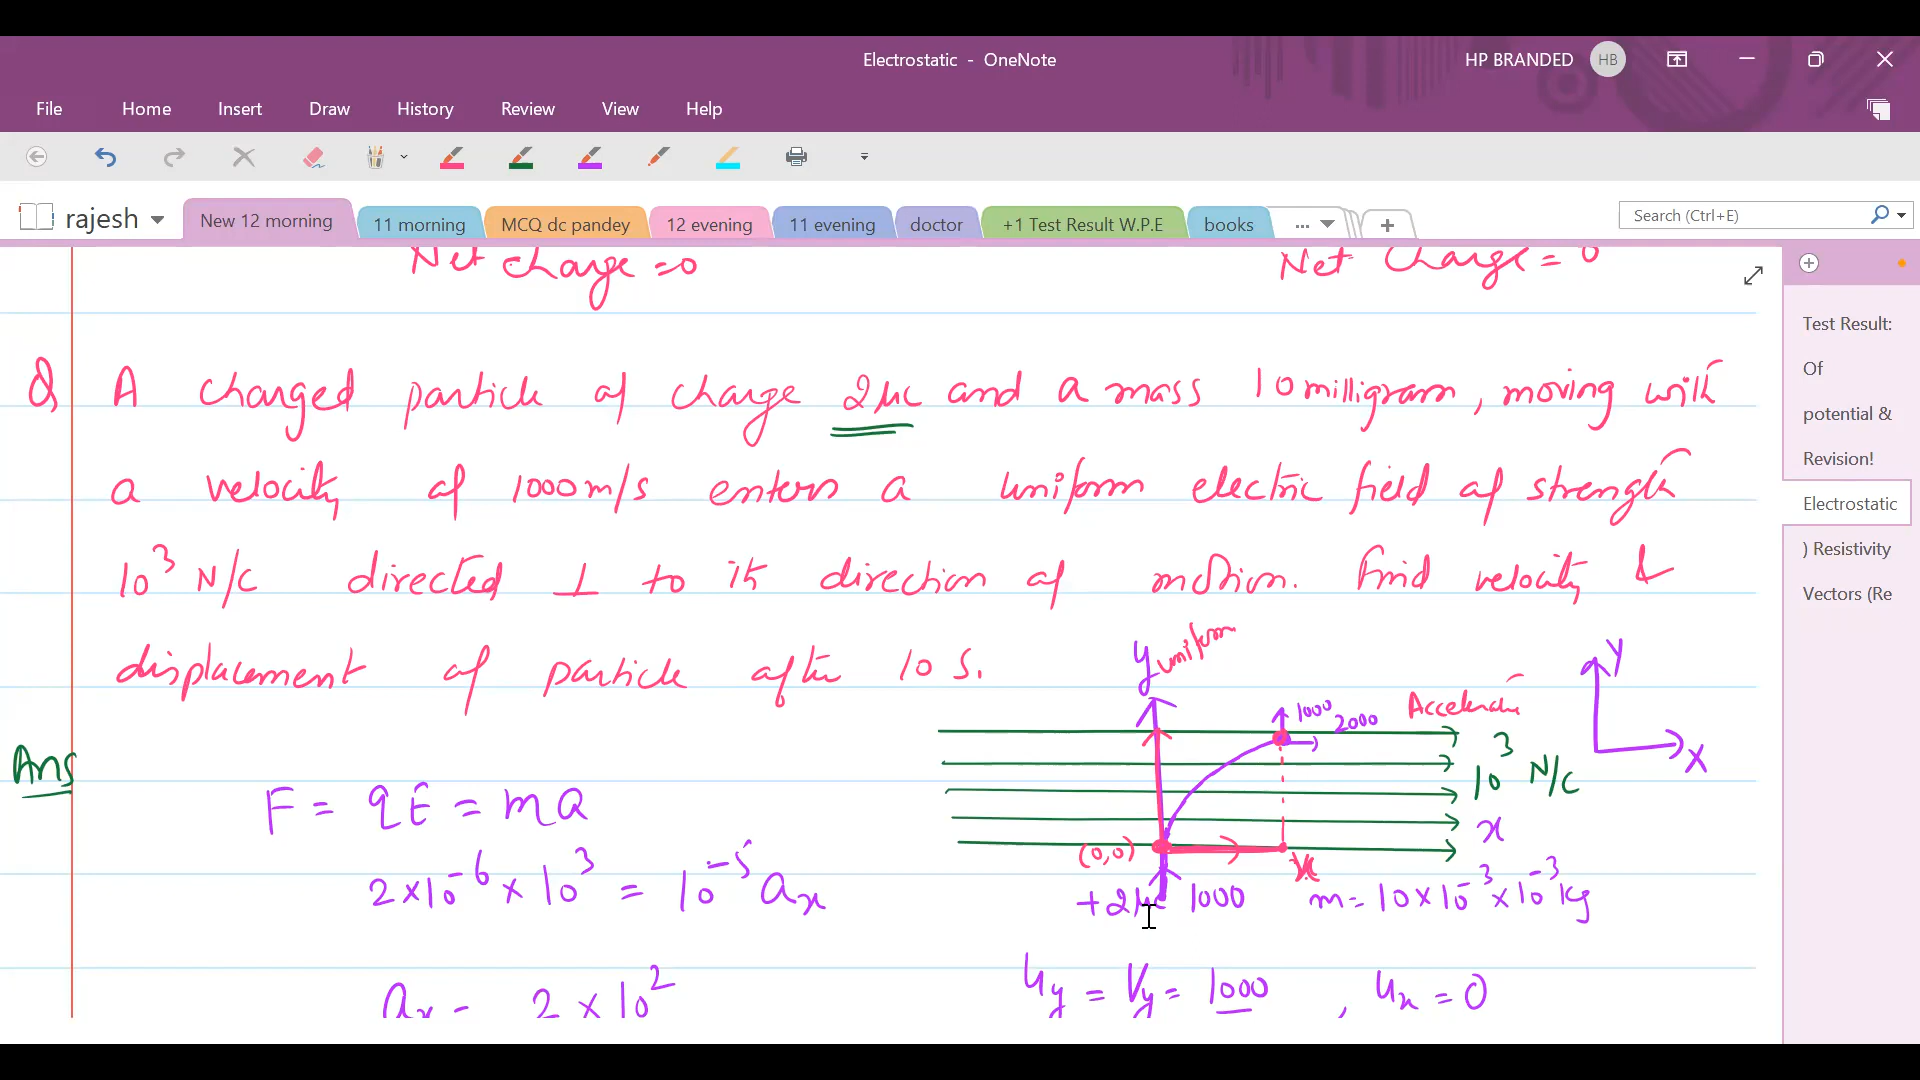 Electrostatic - OneNote
HP BRANDED HB
File Home Insert Draw History Review View Help
rajesh New 12 morning 11 morning MCQ dc pandey 12 evening 11 evening doctor +1 Test Result W.P.E books ... + Search (Ctrl+E)
Net charge =0 Net Charge = 0
Q A charged particle of charge 2μc and a mass 10 milligram, moving with
a velocity of 1000 m/s enters a uniform electric field of strength
10³ N/C directed ⊥ to its direction of motion. Find velocity &
displacement of particle after 10 S.
y uniform
Y
X
1000
2000
Accelerate
10³ N/C
x
(0,0)
x
+2μc 1000 m = 10×10⁻³×10⁻³ kg
Ans
F = qE = ma
2×10⁻⁶ × 10³ = 10⁻⁵ aₓ
aₓ = 2 × 10²
u_y = V_y = 1000 , uₓ = 0
Test Result:
Of
potential &
Revision!
Electrostatic
) Resistivity
Vectors (Re